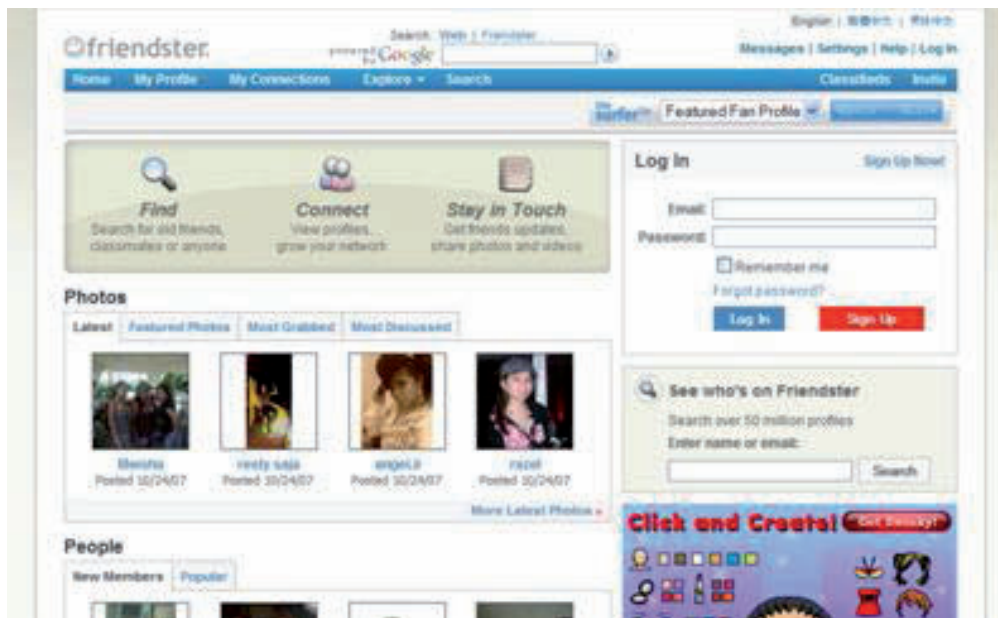 English
friendster.
Search Web | Friendster
powered by Google
Messages | Settings | Help | Log In
Home My Profile My Connections Explore Search
Classifieds Invite
surfer Featured Fan Profile
Find
Search for old friends,
classmates or anyone
Connect
View profiles,
grow your network
Stay in Touch
Get friends updates,
share photos and videos
Log In
Sign Up Now!
Email:
Password:
Remember me
Forgot password?
Log In Sign Up
Photos
Latest Featured Photos Most Grabbed Most Discussed
Posted 10/24/07 Posted 10/24/07 Posted 10/24/07 Posted 10/24/07
More Latest Photos »
See who's on Friendster
Search over 50 million profiles
Enter name or email:
Search
People
New Members Popular
Click and Create!